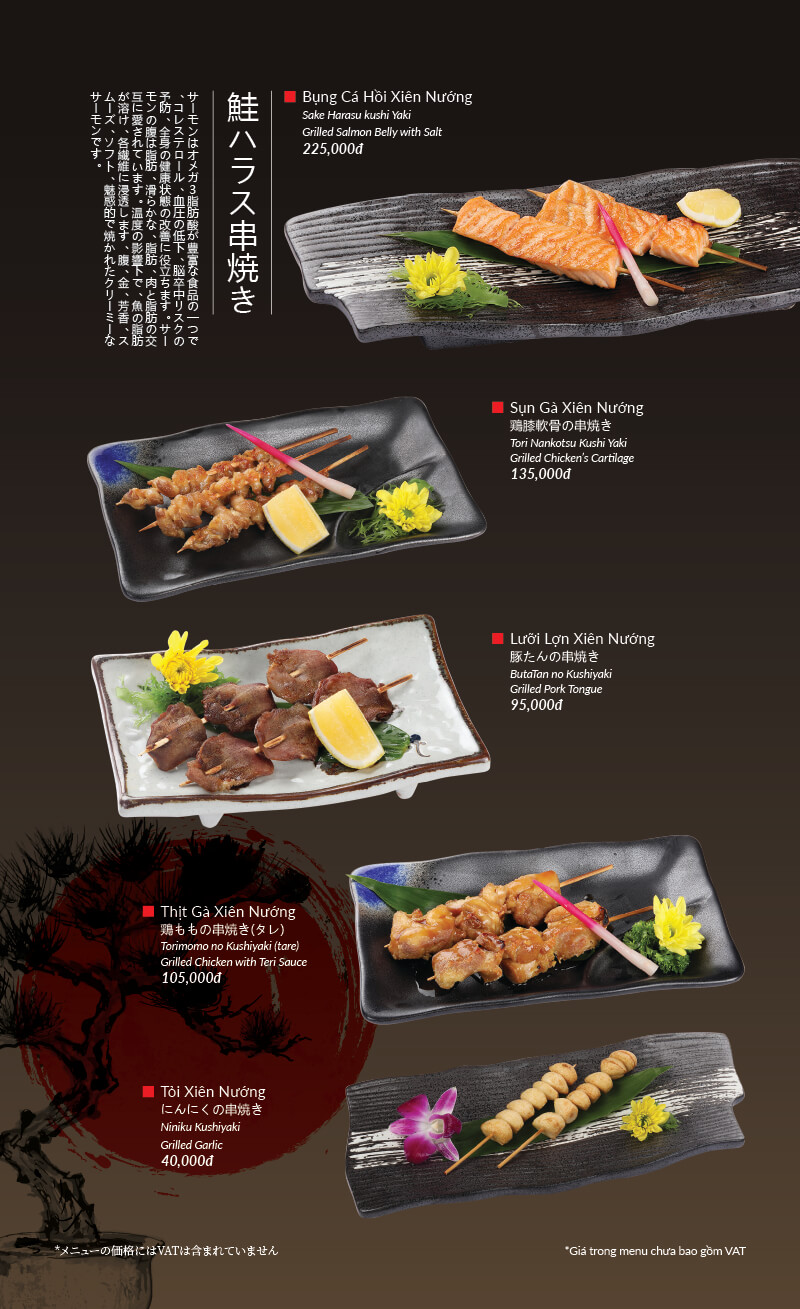 鮭ハラス串焼き
サーモンはオメガ3脂肪酸が豊富な食品の一つで
、コレステロール、血圧の低下、脳卒中リスクの
予防、全身の健康状態の改善に役立ちます。サー
モンの腹は脂肪、滑らかな、脂肪、肉と脂肪の交
互に愛されています。温度の影響下で、魚の脂肪
が溶け、各繊維に浸透します、腹、金、芳香、ス
ムーズ、ソフト、魅惑的で焼かれたクリーミーな
サーモンです。
Bụng Cá Hồi Xiên Nướng
Sake Harasu kushi Yaki
Grilled Salmon Belly with Salt
225,000đ
Sụn Gà Xiên Nướng
鶏膝軟骨の串焼き
Tori Nankotsu Kushi Yaki
Grilled Chicken's Cartilage
135,000đ
Lưỡi Lợn Xiên Nướng
豚たんの串焼き
ButaTan no Kushiyaki
Grilled Pork Tongue
95,000đ
Thịt Gà Xiên Nướng
鶏ももの串焼き(タレ)
Torimomo no Kushiyaki (tare)
Grilled Chicken with Teri Sauce
105,000đ
Tỏi Xiên Nướng
にんにくの串焼き
Niniku Kushiyaki
Grilled Garlic
40,000đ
*メニューの価格にはVATは含まれていません
*Giá trong menu chưa bao gồm VAT